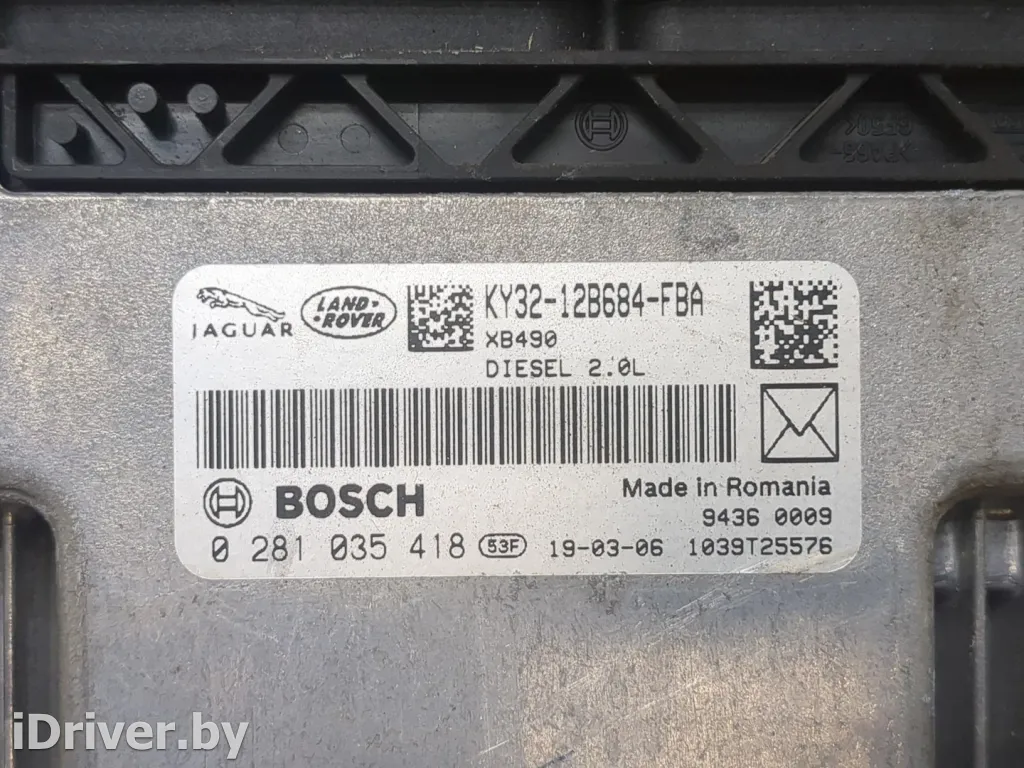 JAGUAR
LAND-
·ROVER
KY32-12B684-FBA
XB490
DIESEL 2.0L
BOSCH
Made in Romania
9436 0009
0 281 035 418 53F 19-03-06 1039T25576
iDriver.by